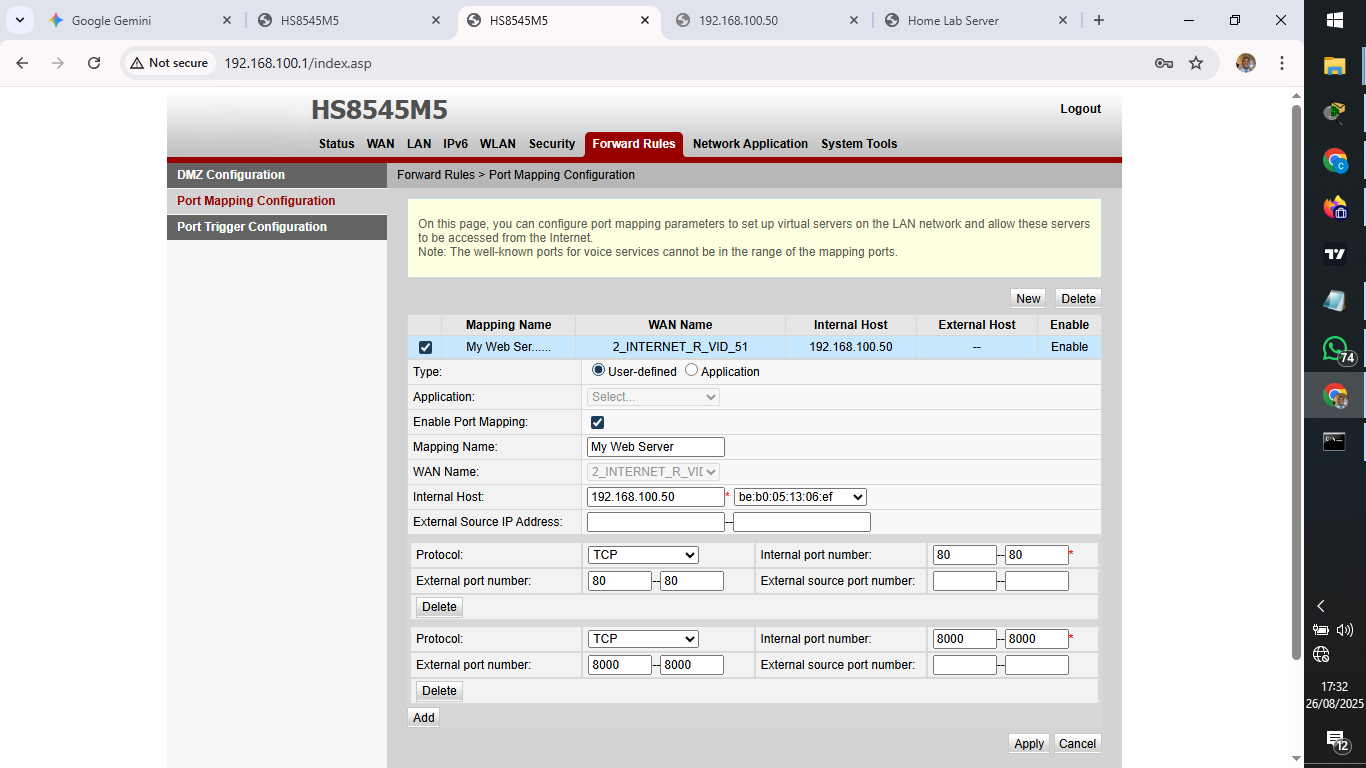 Google Gemini
HS8545M5
HS8545M5
192.168.100.50
Home Lab Server
Not secure
192.168.100.1/index.asp
HS8545M5
Logout
Status WAN LAN IPv6 WLAN Security Forward Rules Network Application System Tools
DMZ Configuration
Port Mapping Configuration
Port Trigger Configuration
Forward Rules > Port Mapping Configuration
On this page, you can configure port mapping parameters to set up virtual servers on the LAN network and allow these servers
to be accessed from the Internet.
Note: The well-known ports for voice services cannot be in the range of the mapping ports.
New Delete
Mapping Name WAN Name Internal Host External Host Enable
My Web Ser...... 2_INTERNET_R_VID_51 192.168.100.50 -- Enable
Type: User-defined Application
Application: Select...
Enable Port Mapping:
Mapping Name: My Web Server
WAN Name: 2_INTERNET_R_VI
Internal Host: 192.168.100.50 * be:b0:05:13:06:ef
External Source IP Address: --
Protocol: TCP Internal port number: 80 -- 80 *
External port number: 80 -- 80 External source port number: --
Delete
Protocol: TCP Internal port number: 8000 -- 8000 *
External port number: 8000 -- 8000 External source port number: --
Delete
Add
Apply Cancel
74
17:32
26/08/2025
12